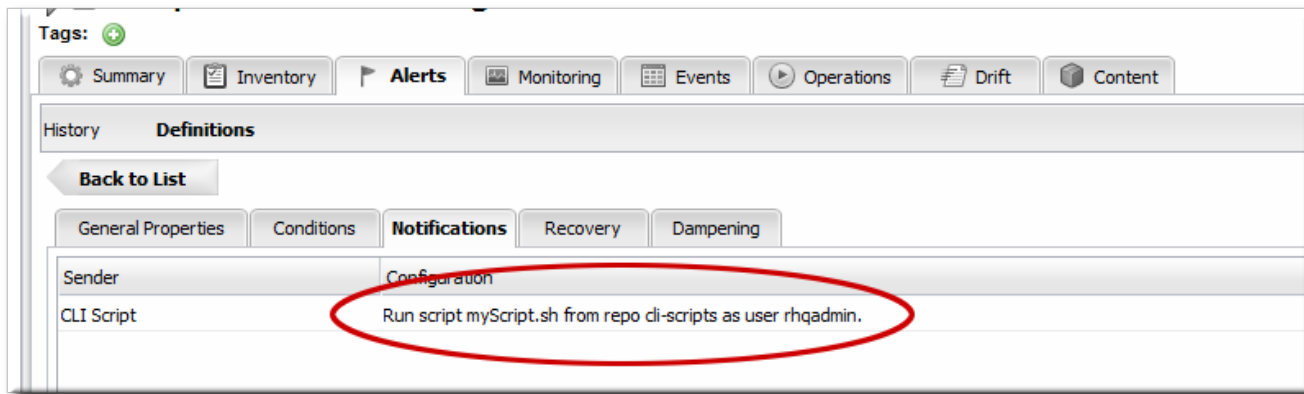 Tags:
Summary Inventory Alerts Monitoring Events Operations Drift Content
History Definitions
Back to List
General Properties Conditions Notifications Recovery Dampening
Sender Configuration
CLI Script Run script myScript.sh from repo cli-scripts as user rhqadmin.